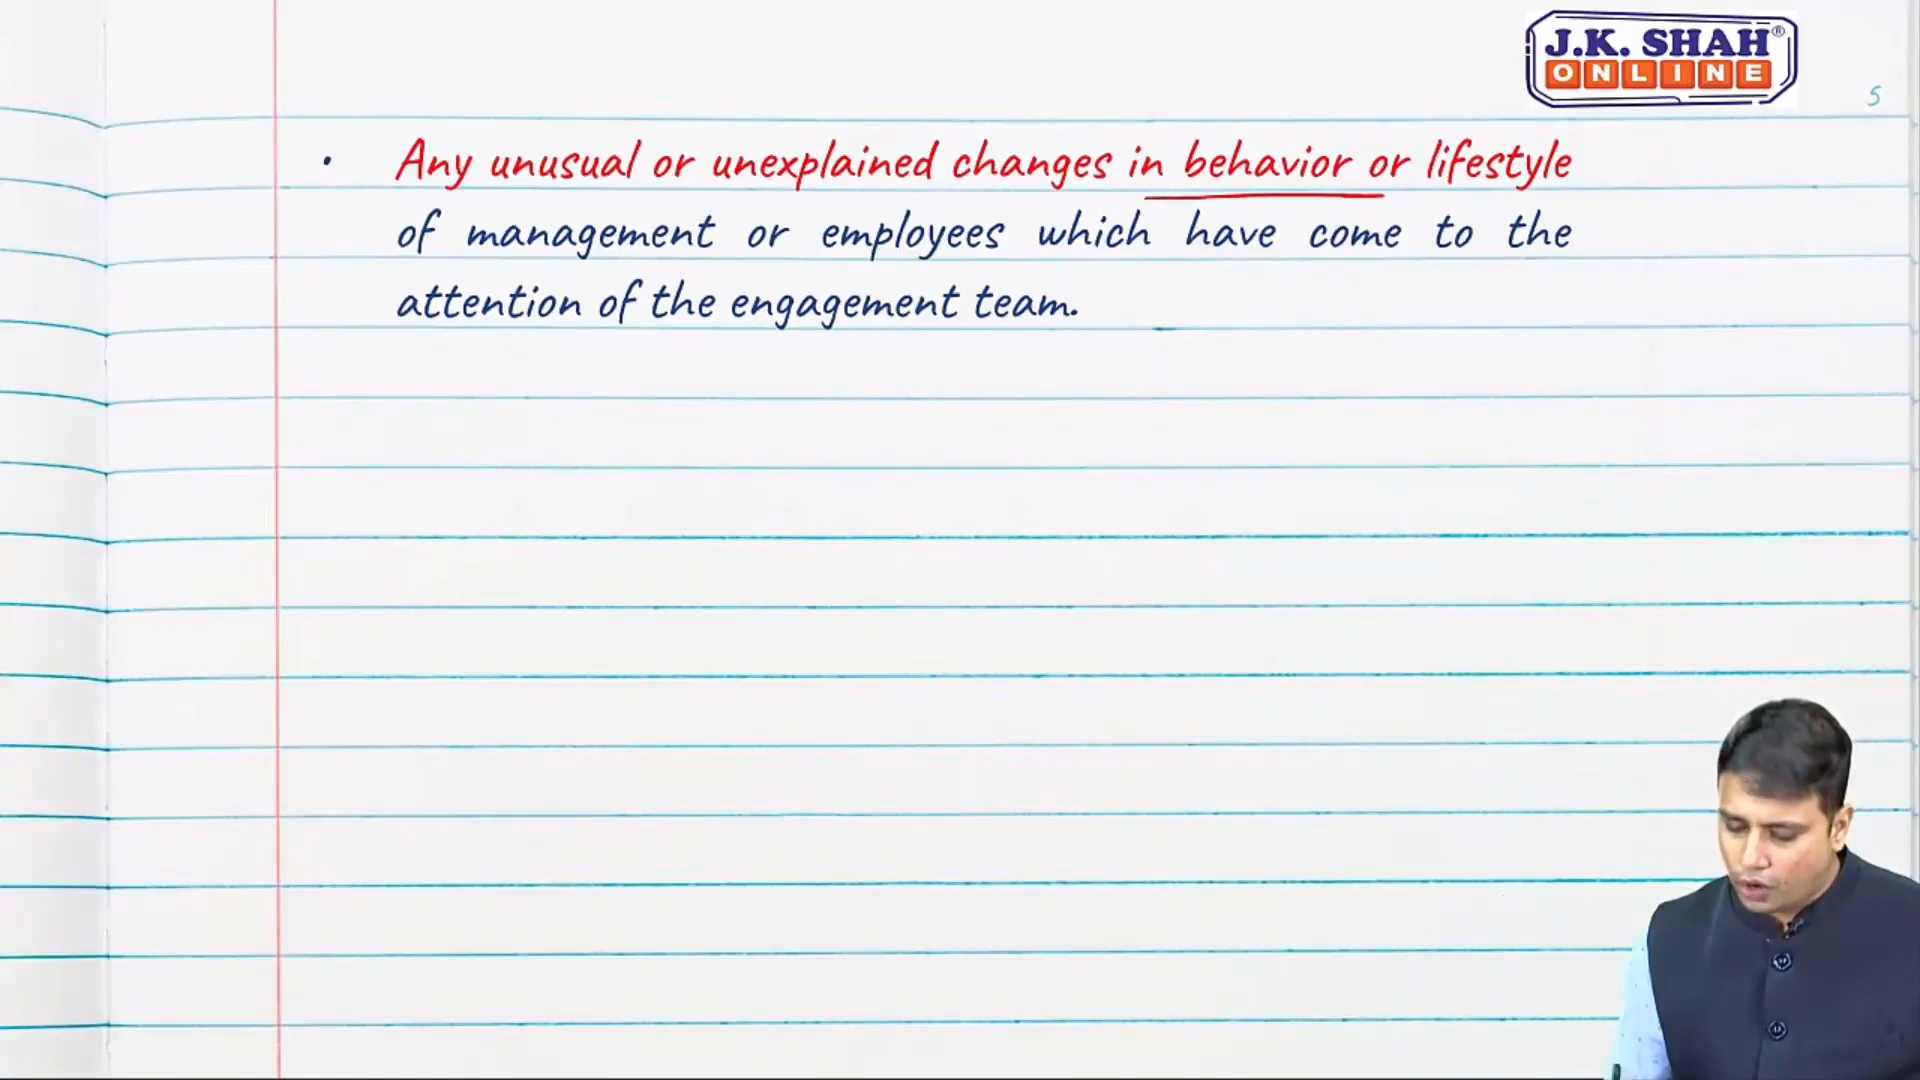 J.K. SHAH®
ONLINE
5
• Any unusual or unexplained changes in behavior or lifestyle
of management or employees which have come to the
attention of the engagement team.